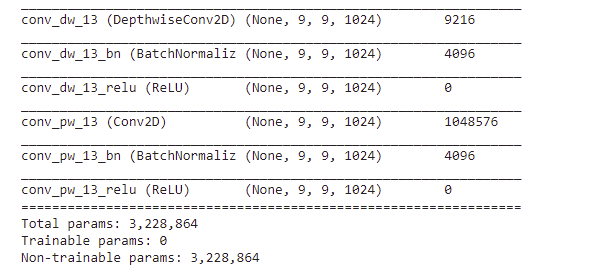 _________________________________________________________________
conv_dw_13 (DepthwiseConv2D) (None, 9, 9, 1024)        9216
_________________________________________________________________
conv_dw_13_bn (BatchNormaliz (None, 9, 9, 1024)        4096
_________________________________________________________________
conv_dw_13_relu (ReLU)       (None, 9, 9, 1024)        0
_________________________________________________________________
conv_pw_13 (Conv2D)          (None, 9, 9, 1024)        1048576
_________________________________________________________________
conv_pw_13_bn (BatchNormaliz (None, 9, 9, 1024)        4096
_________________________________________________________________
conv_pw_13_relu (ReLU)       (None, 9, 9, 1024)        0
=================================================================
Total params: 3,228,864
Trainable params: 0
Non-trainable params: 3,228,864